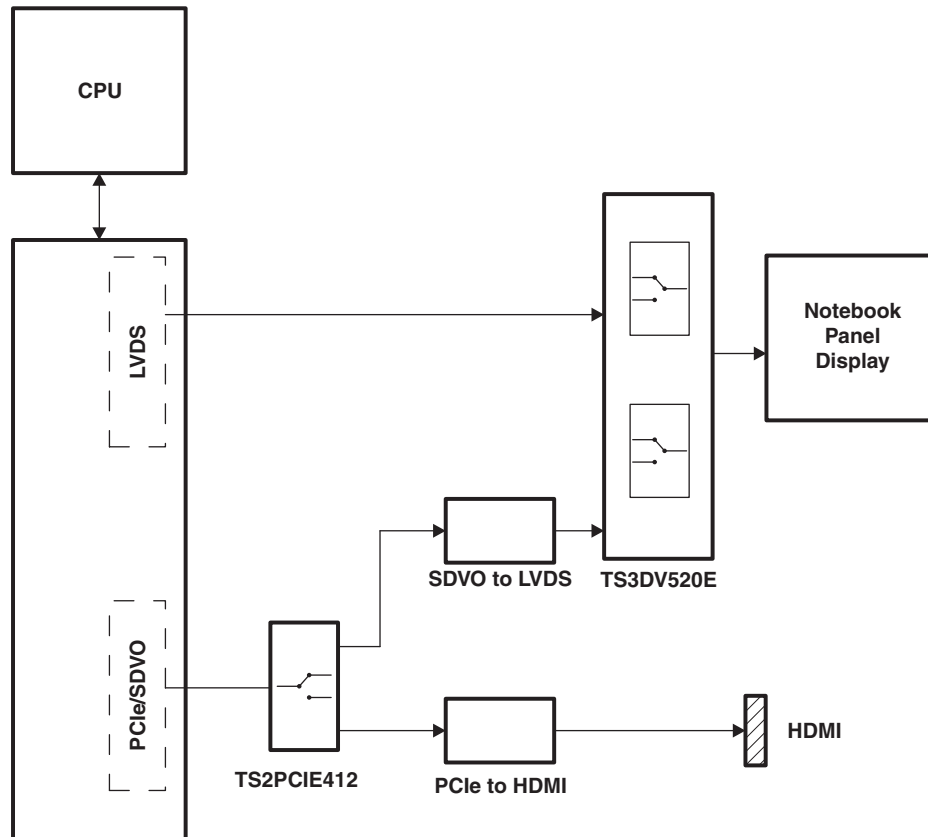 CPU
LVDS
Notebook
Panel
Display
SDVO to LVDS
TS3DV520E
PCIe/SDVO
TS2PCIE412
PCIe to HDMI
HDMI